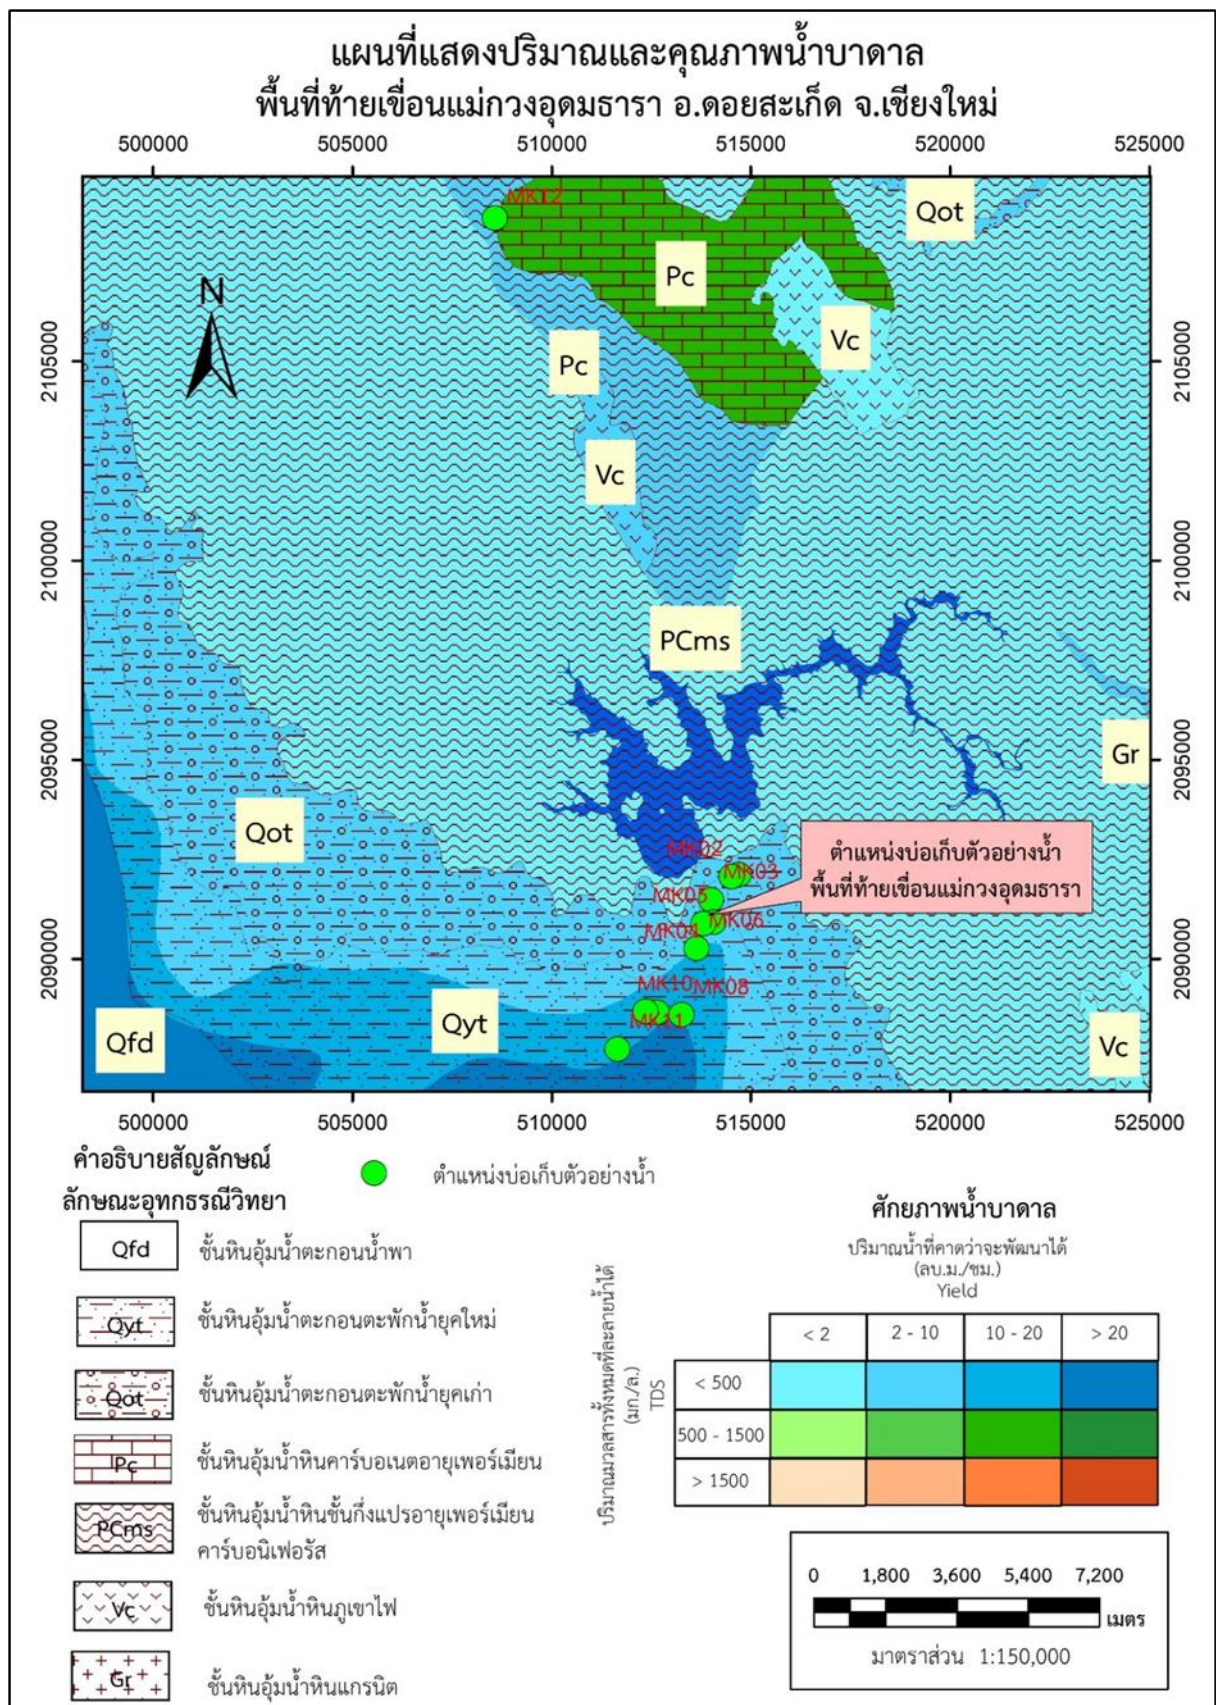 แผนที่แสดงปริมาณและคุณภาพน้ำบาดาล
พื้นที่ท้ายเขื่อนแม่กวงอุดมธารา อ.ดอยสะเก็ด จ.เชียงใหม่
500000 505000 510000 515000 520000 525000
MK12
Qot
Pc
N
Vc
Pc
2105000 2105000
Vc
2100000 2100000
PCms
Gr
2095000 2095000
Qot
MK02
MK03
ตำแหน่งบ่อเก็บตัวอย่างน้ำ
พื้นที่ท้ายเขื่อนแม่กวงอุดมธารา
MK05
MK06
MK04
2090000 2090000
MK10 MK08
MK11
Qyt
Qfd
Vc
500000 505000 510000 515000 520000 525000
คำอธิบายสัญลักษณ์
ตำแหน่งบ่อเก็บตัวอย่างน้ำ
ลักษณะอุทกธรณีวิทยา
Qfd ชั้นหินอุ้มน้ำตะกอนน้ำพา
Qyt ชั้นหินอุ้มน้ำตะกอนตะพักน้ำยุคใหม่
Qot ชั้นหินอุ้มน้ำตะกอนตะพักน้ำยุคเก่า
Pc ชั้นหินอุ้มน้ำหินคาร์บอเนตอายุเพอร์เมียน
PCms ชั้นหินอุ้มน้ำหินชั้นกึ่งแปรอายุเพอร์เมียน
คาร์บอนิเฟอรัส
Vc ชั้นหินอุ้มน้ำหินภูเขาไฟ
Gr ชั้นหินอุ้มน้ำหินแกรนิต
ศักยภาพน้ำบาดาล
ปริมาณน้ำที่คาดว่าจะพัฒนาได้
(ลบ.ม./ชม.)
Yield
< 2 2 - 10 10 - 20 > 20
ปริมาณมวลสารทั้งหมดที่ละลายน้ำได้
(มก./ล.)
TDS
< 500
500 - 1500
> 1500
0 1,800 3,600 5,400 7,200
เมตร
มาตราส่วน 1:150,000